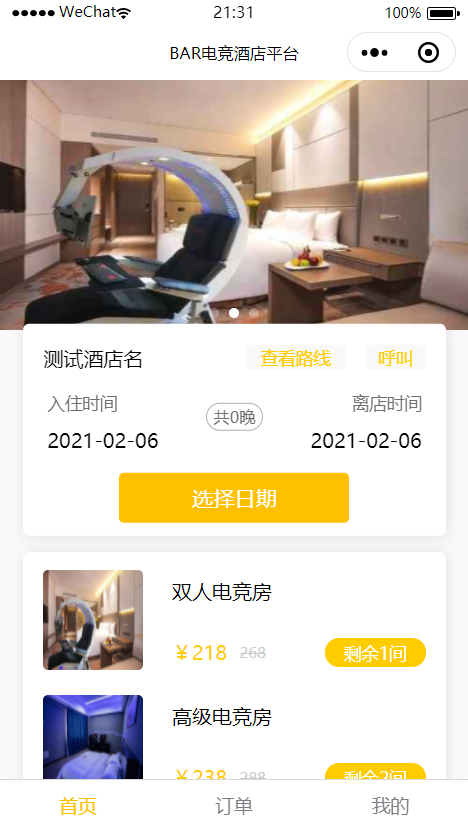 WeChat 21:31 100%
BAR电竞酒店平台
测试酒店名 查看路线 呼叫
入住时间 共0晚 离店时间
2021-02-06 2021-02-06
选择日期
双人电竞房
￥218 268 剩余1间
高级电竞房
￥238 288 剩余2间
首页 订单 我的